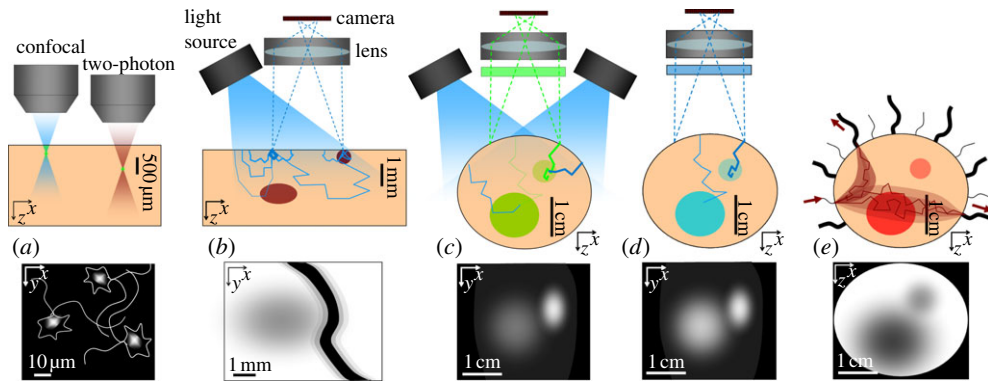 confocal
two-photon
500 µm
x
z
(a)
light
source
camera
lens
1 mm
x
z
(b)
1 cm
x
z
(c)
1 cm
x
z
(d)
1 cm
(e)
x
y
10 µm
x
y
1 mm
x
y
1 cm
x
y
1 cm
x
z
1 cm